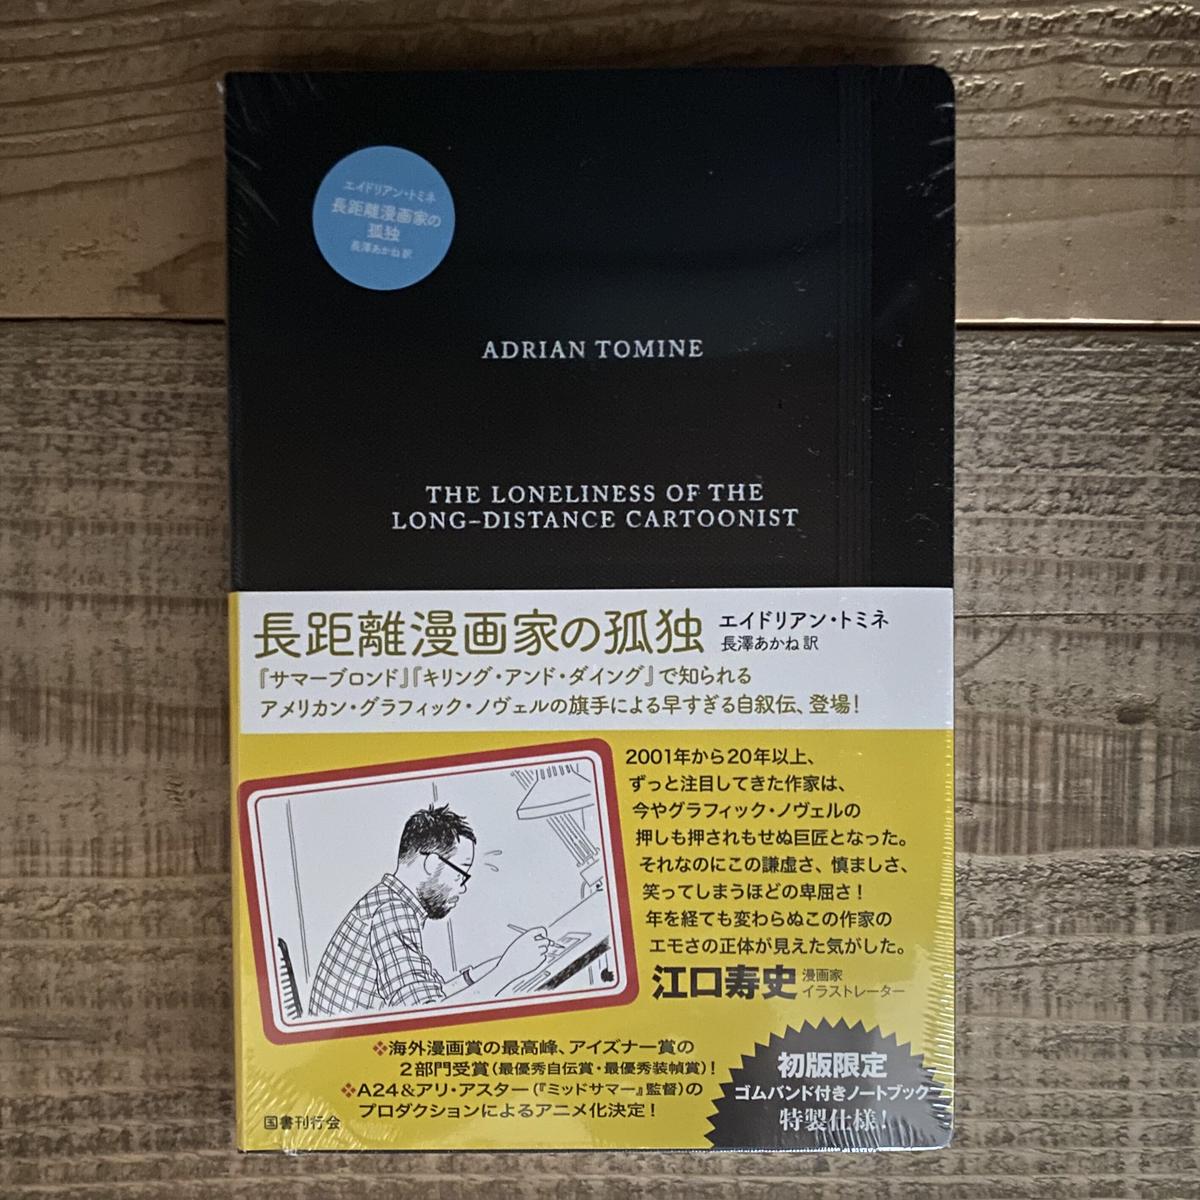 エイドリアン・トミネ
長距離漫画家の
孤独
長澤あかね 訳
ADRIAN TOMINE
THE LONELINESS OF THE
LONG–DISTANCE CARTOONIST
長距離漫画家の孤独
エイドリアン・トミネ
長澤あかね 訳
『サマーブロンド』『キリング・アンド・ダイング』で知られる
アメリカン・グラフィック・ノヴェルの旗手による早すぎる自叙伝、登場！
2001年から20年以上、
ずっと注目してきた作家は、
今やグラフィック・ノヴェルの
押しも押されもせぬ巨匠となった。
それなのにこの謙虚さ、慎ましさ、
笑ってしまうほどの卑屈さ！
年を経ても変わらぬこの作家の
エモさの正体が見えた気がした。
江口寿史 漫画家
イラストレーター
❖海外漫画賞の最高峰、アイズナー賞の
2部門受賞（最優秀自伝賞・最優秀装幀賞）！
❖A24＆アリ・アスター（『ミッドサマー』監督）の
プロダクションによるアニメ化決定！
国書刊行会
初版限定
ゴムバンド付きノートブック
特製仕様！